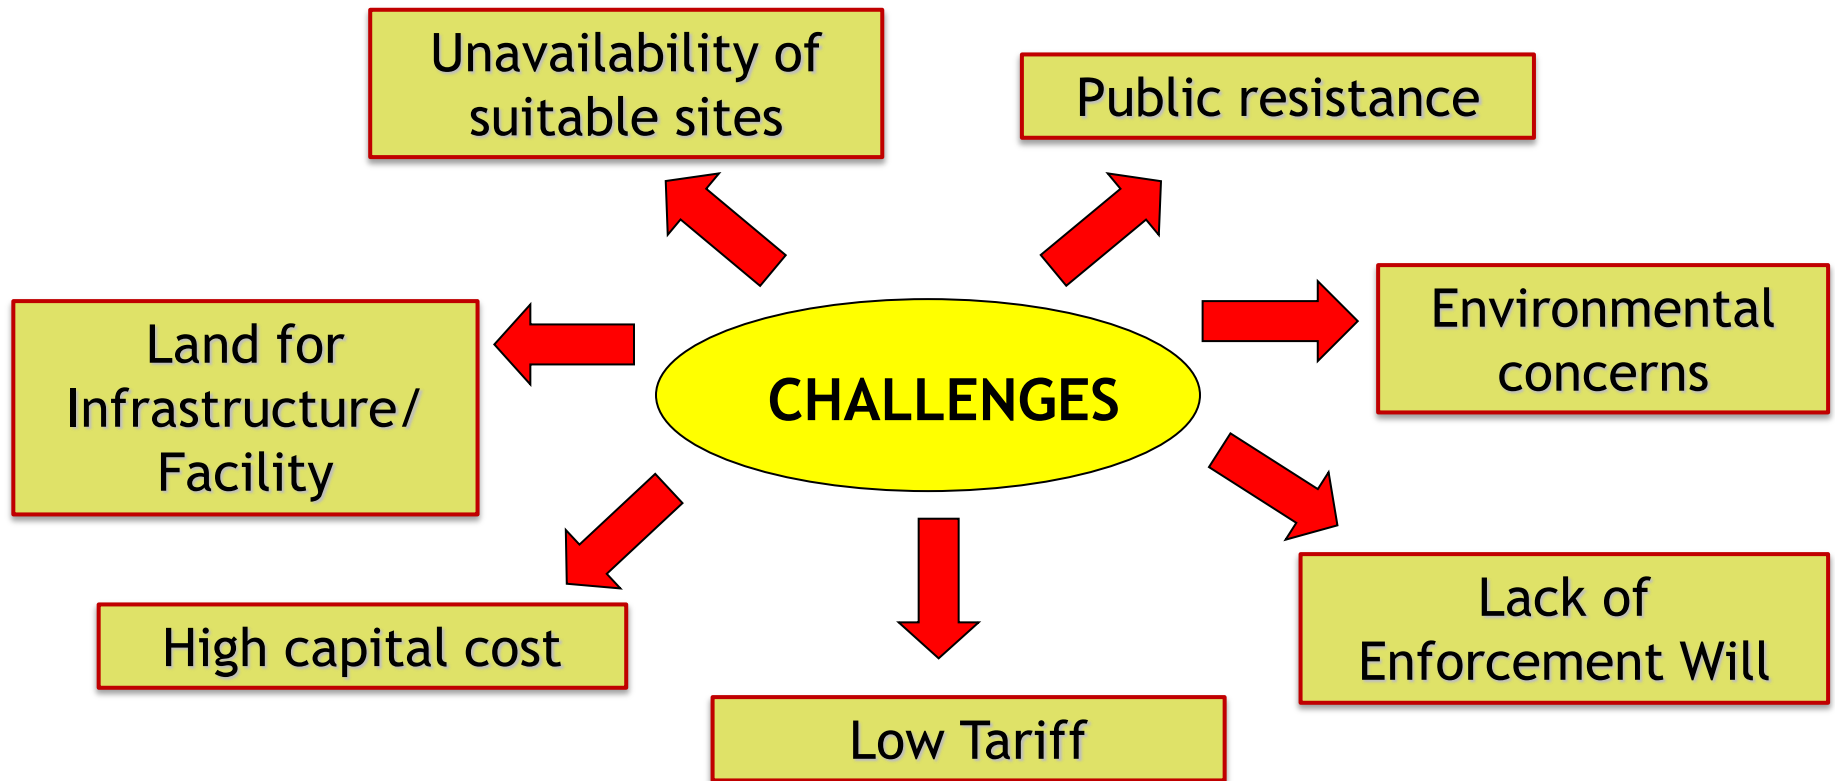 Unavailability of
suitable sites
Public resistance
Environmental
concerns
Land for
Infrastructure/
Facility
CHALLENGES
Lack of
Enforcement Will
High capital cost
Low Tariff